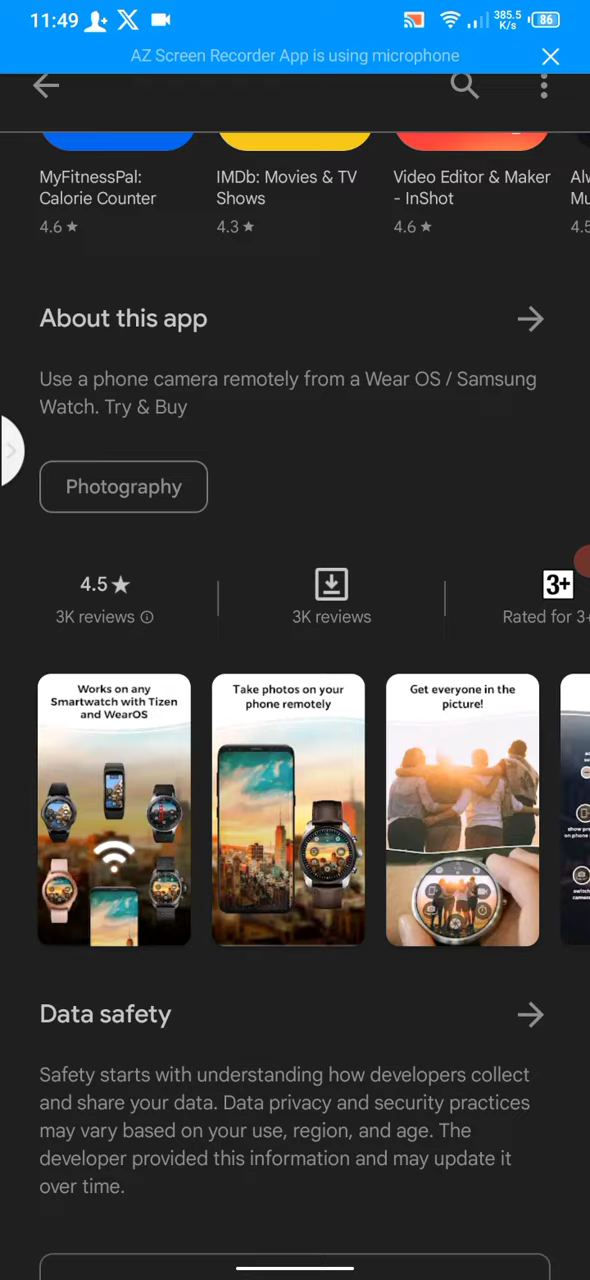 11:49
385.5
K/s
86
AZ Screen Recorder App is using microphone
MyFitnessPal:
Calorie Counter
4.6 ★
IMDb: Movies & TV
Shows
4.3 ★
Video Editor & Maker
- InShot
4.6 ★
About this app
Use a phone camera remotely from a Wear OS / Samsung
Watch. Try & Buy
Photography
4.5 ★
3K reviews
3K reviews
3+
Rated for 3+
Works on any
Smartwatch with Tizen
and WearOS
Take photos on your
phone remotely
Get everyone in the
picture!
Data safety
Safety starts with understanding how developers collect
and share your data. Data privacy and security practices
may vary based on your use, region, and age. The
developer provided this information and may update it
over time.